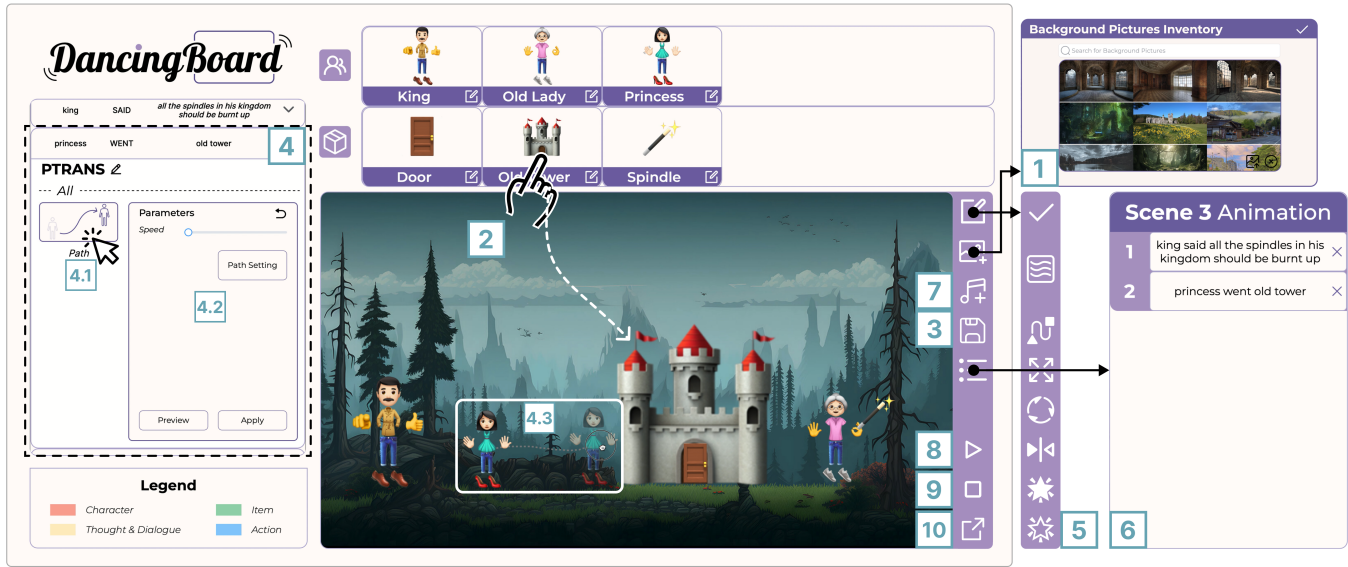 DancingBoard
king SAID all the spindles in his kingdom
should be burnt up
princess WENT old tower
4
PTRANS
All
Path
4.1
Parameters
Speed
Path Setting
4.2
Preview
Apply
Legend
Character
Item
Thought & Dialogue
Action
King
Old Lady
Princess
Door
Old Tower
Spindle
2
4.3
7
3
8
9
10
Background Pictures Inventory
Search for Background Pictures
1
5
6
Scene 3 Animation
1
king said all the spindles in his
kingdom should be burnt up
2
princess went old tower